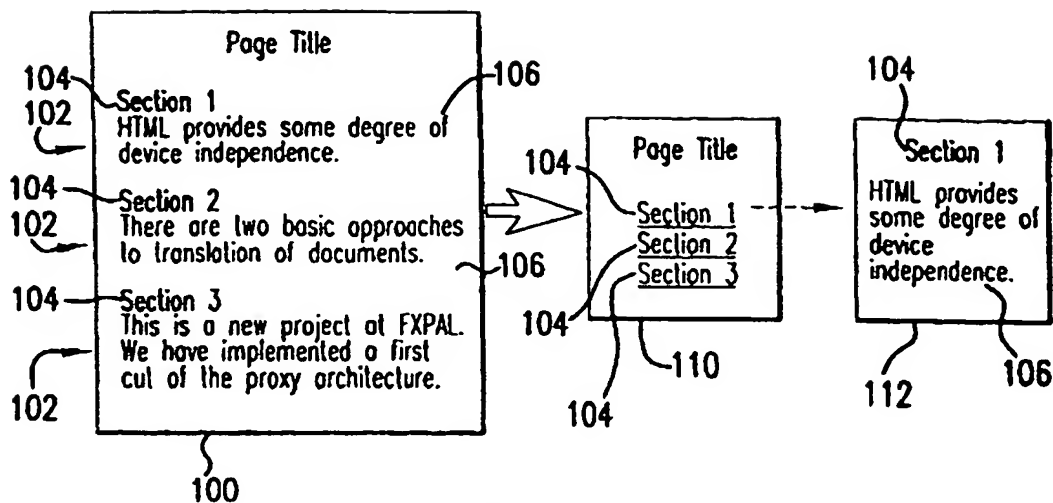 Page Title
104
Section 1
106
102
HTML provides some degree of
device independence.
104
Section 2
102
There are two basic approaches
to translation of documents.
106
104
Section 3
This is a new project at FXPAL.
We have implemented a first
102
cut of the proxy architecture.
100
Page Title
104
Section 1
Section 2
104
Section 3
104
110
104
Section 1
HTML provides
some degree of
device
independence.
106
112